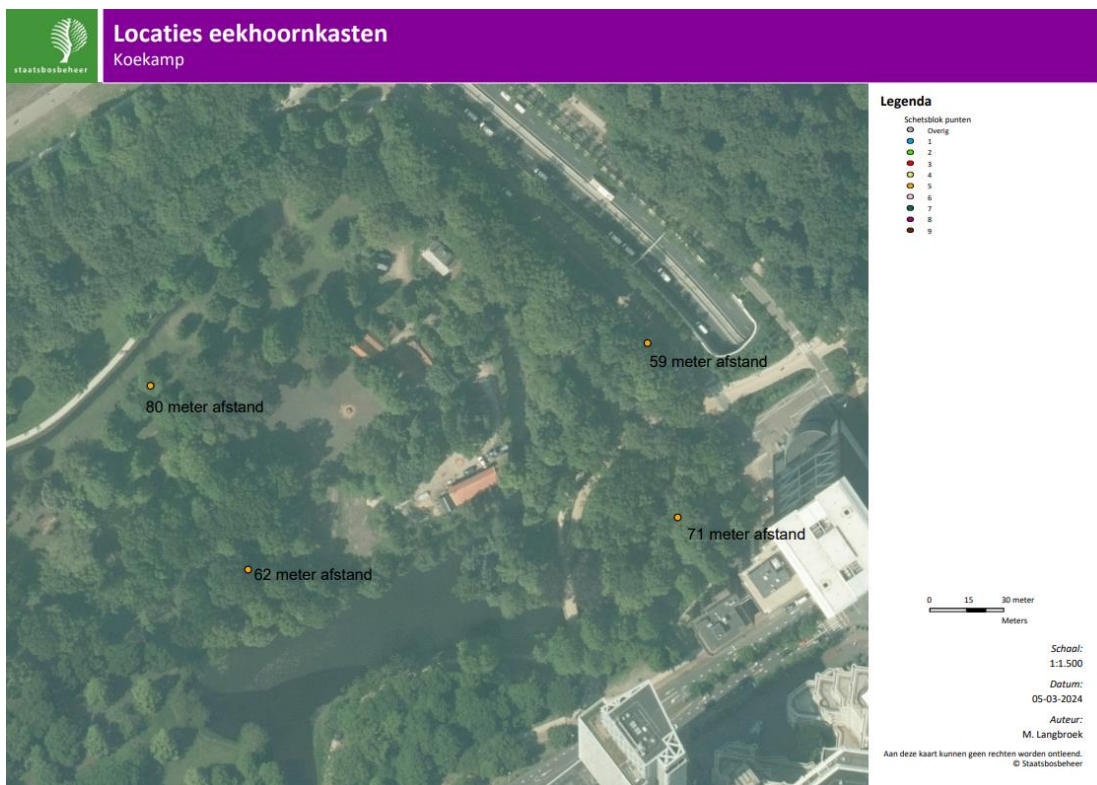 staatsbosbeheer
Locaties eekhoornkasten
Koekamp
59 meter afstand
80 meter afstand
71 meter afstand
62 meter afstand
Legenda
Schetsblok punten
Overig
1
2
3
4
5
6
7
8
9
0 15 30 meter
Meters
Schaal:
1:1.500
Datum:
05-03-2024
Auteur:
M. Langbroek
Aan deze kaart kunnen geen rechten worden ontleend.
© Staatsbosbeheer